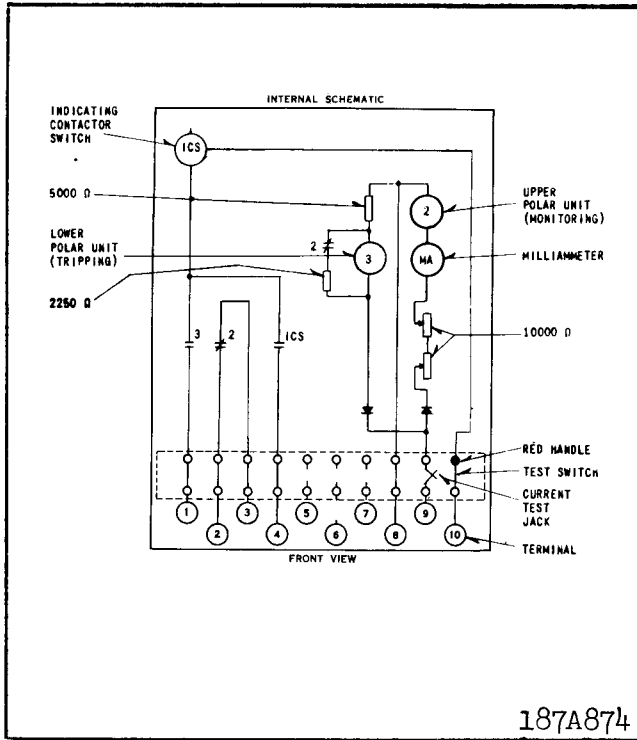 INTERNAL SCHEMATIC
INDICATING
CONTACTOR
SWITCH
ICS
5000 Ω
UPPER
POLAR UNIT
(MONITORING)
2
LOWER
POLAR UNIT
(TRIPPING)
2
3
MA
MILLIAMMETER
2250 Ω
3
2
ICS
10000 Ω
RED HANDLE
TEST SWITCH
CURRENT
TEST
JACK
1
3
5
7
9
2
4
6
8
10
TERMINAL
FRONT VIEW
187A874